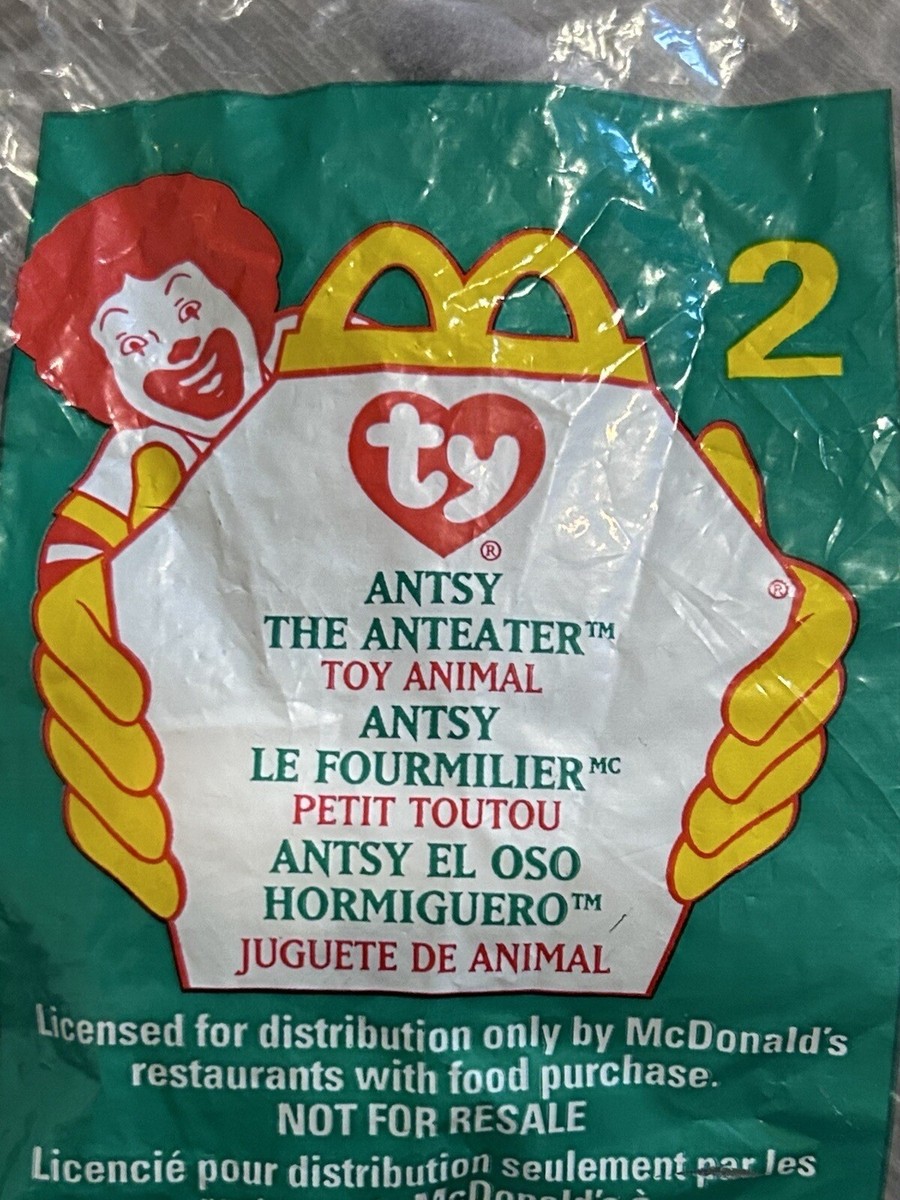 2
ty®
ANTSY
THE ANTEATER™
TOY ANIMAL
ANTSY
LE FOURMILIER MC
PETIT TOUTOU
ANTSY EL OSO
HORMIGUERO™
JUGUETE DE ANIMAL
®
Licensed for distribution only by McDonald's
restaurants with food purchase.
NOT FOR RESALE
Licencié pour distribution seulement par les
McDonald's à